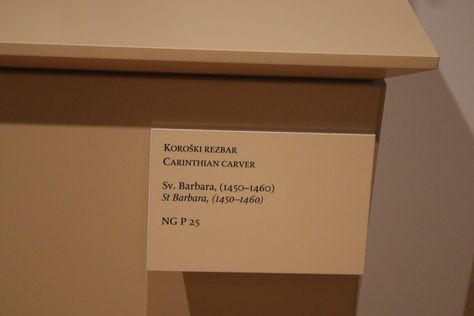 KOROŠKI REZBAR
CARINTHIAN CARVER
Sv. Barbara, (1450–1460)
St Barbara, (1450–1460)
NG P 25